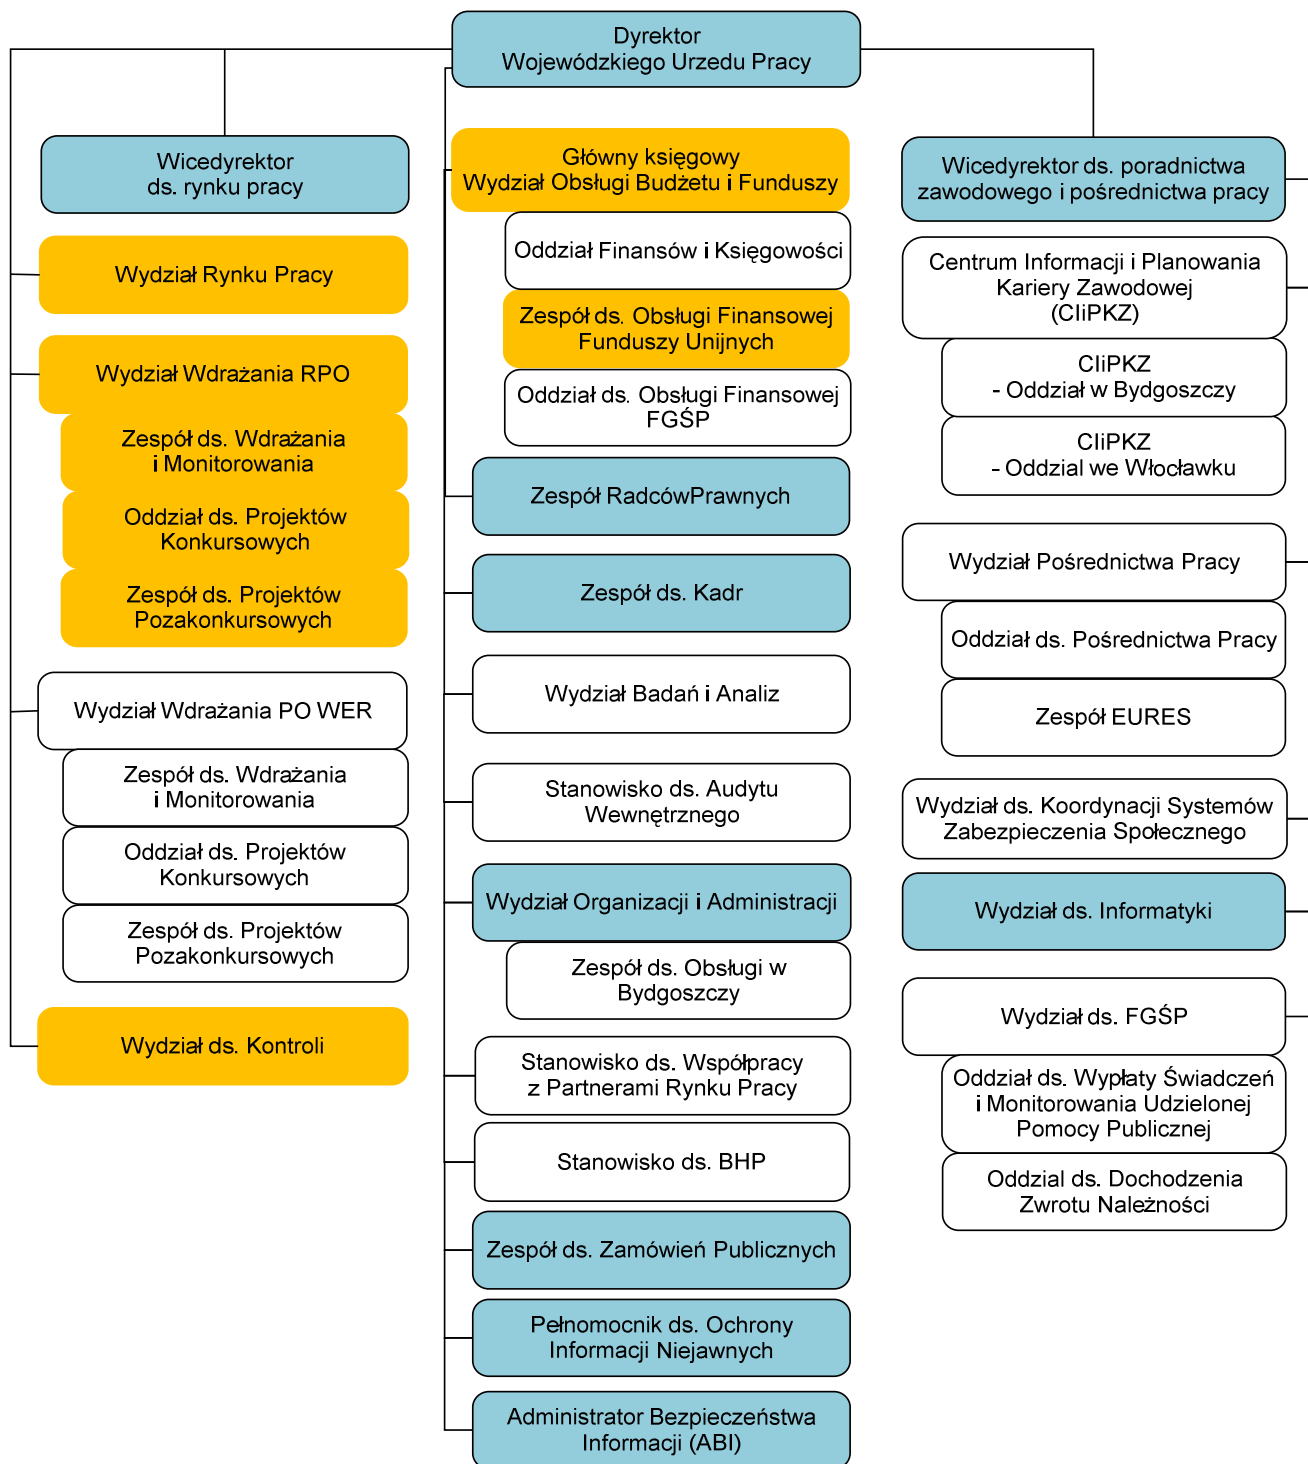 Dyrektor
Wojewódzkiego Urzedu Pracy
Wicedyrektor
ds. rynku pracy
Wydział Rynku Pracy
Wydział Wdrażania RPO
Zespół ds. Wdrażania
i Monitorowania
Oddział ds. Projektów
Konkursowych
Zespół ds. Projektów
Pozakonkursowych
Wydział Wdrażania PO WER
Zespół ds. Wdrażania
i Monitorowania
Oddział ds. Projektów
Konkursowych
Zespół ds. Projektów
Pozakonkursowych
Wydział ds. Kontroli
Główny księgowy
Wydział Obsługi Budżetu i Funduszy
Oddział Finansów i Księgowości
Zespół ds. Obsługi Finansowej
Funduszy Unijnych
Oddział ds. Obsługi Finansowej
FGŚP
Zespół RadcówPrawnych
Zespół ds. Kadr
Wydział Badań i Analiz
Stanowisko ds. Audytu
Wewnętrznego
Wydział Organizacji i Administracji
Zespół ds. Obsługi w
Bydgoszczy
Stanowisko ds. Współpracy
z Partnerami Rynku Pracy
Stanowisko ds. BHP
Zespół ds. Zamówień Publicznych
Pełnomocnik ds. Ochrony
Informacji Niejawnych
Administrator Bezpieczeństwa
Informacji (ABI)
Wicedyrektor ds. poradnictwa
zawodowego i pośrednictwa pracy
Centrum Informacji i Planowania
Kariery Zawodowej
(CIiPKZ)
CIiPKZ
- Oddział w Bydgoszczy
CIiPKZ
- Oddzial we Włocławku
Wydział Pośrednictwa Pracy
Oddział ds. Pośrednictwa Pracy
Zespół EURES
Wydział ds. Koordynacji Systemów
Zabezpieczenia Społecznego
Wydział ds. Informatyki
Wydział ds. FGŚP
Oddział ds. Wypłaty Świadczeń
i Monitorowania Udzielonej
Pomocy Publicznej
Oddzial ds. Dochodzenia
Zwrotu Należności